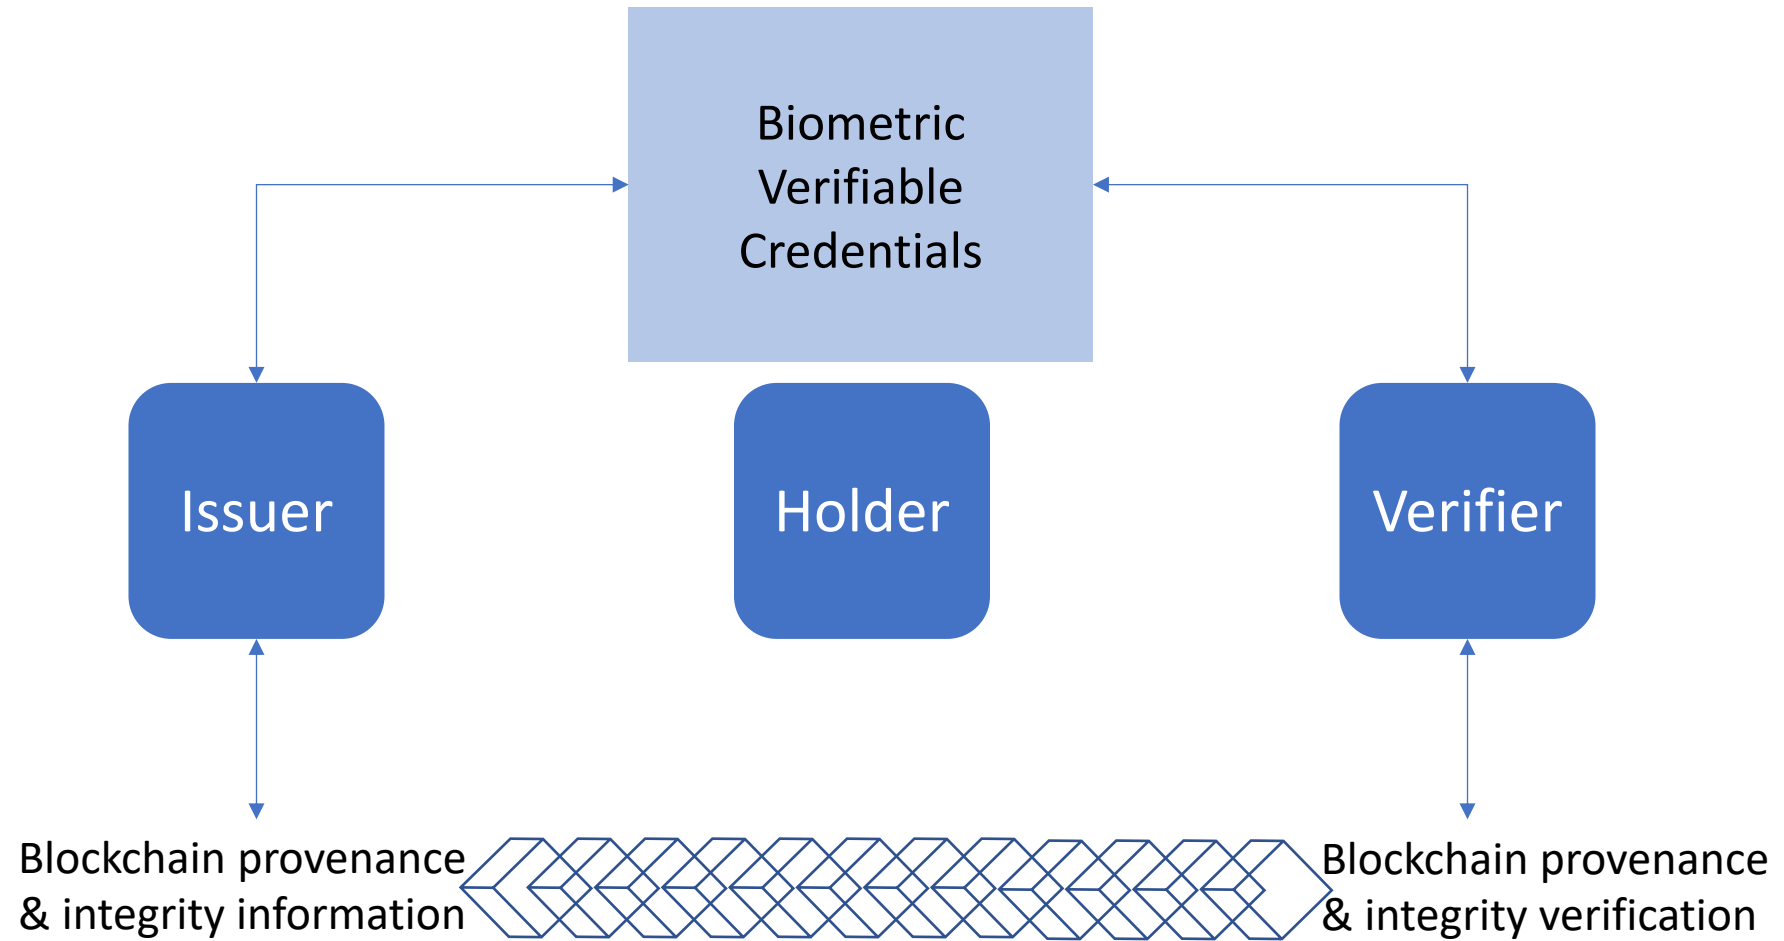 Biometric
Verifiable
Credentials
Issuer
Holder
Verifier
Blockchain provenance
& integrity information
Blockchain provenance
& integrity verification